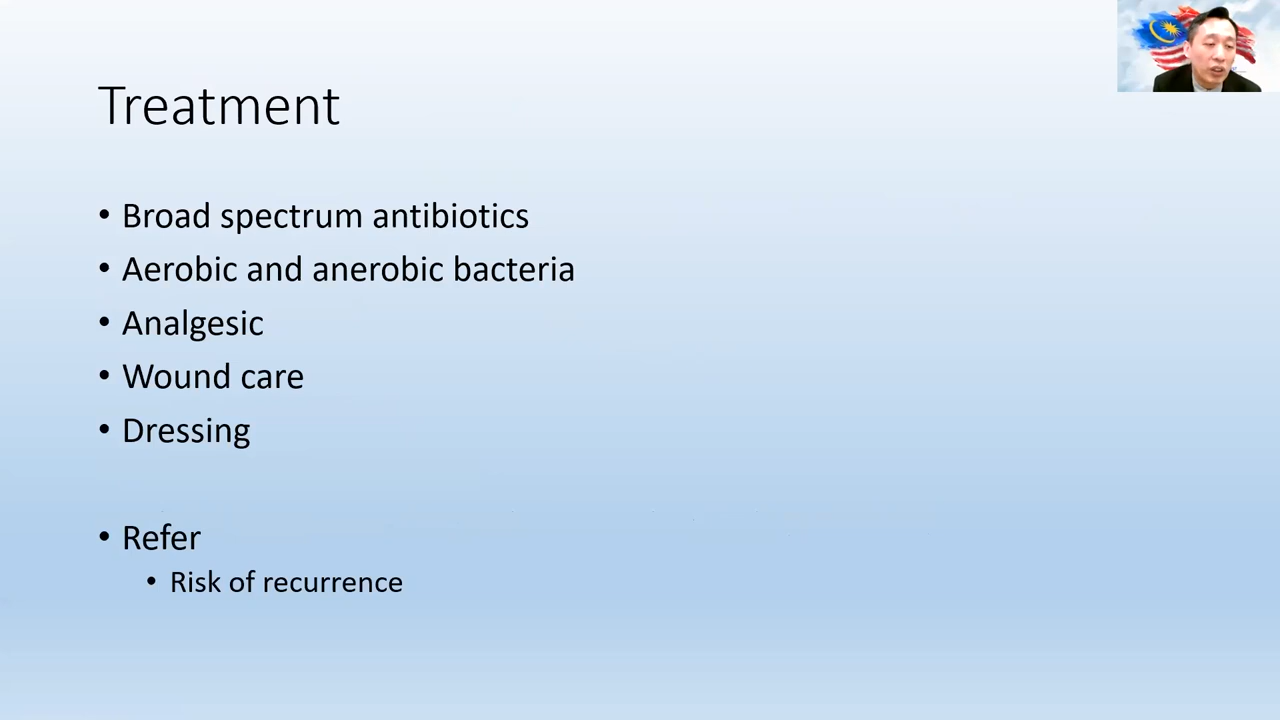 Treatment
• Broad spectrum antibiotics
• Aerobic and anerobic bacteria
• Analgesic
• Wound care
• Dressing
• Refer
• Risk of recurrence